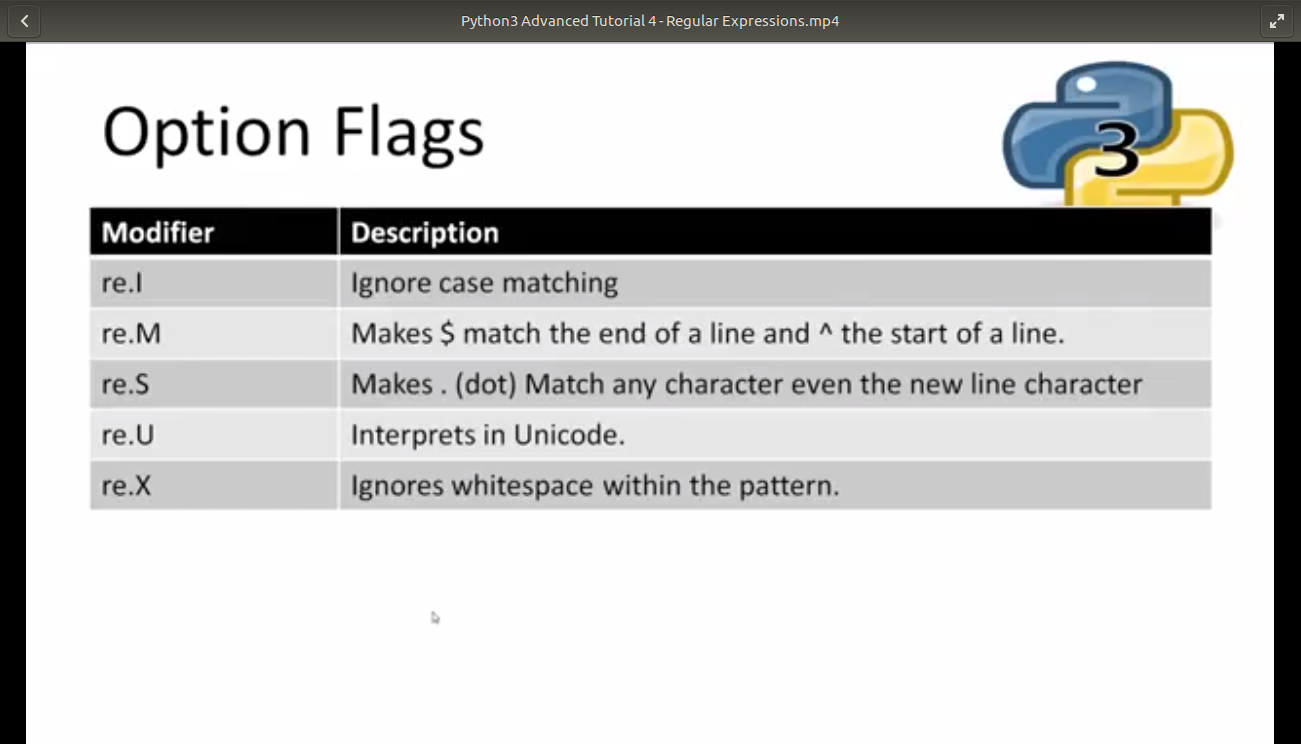 Python3 Advanced Tutorial 4 - Regular Expressions.mp4
Option Flags
3
Modifier Description
re.I Ignore case matching
re.M Makes $ match the end of a line and ^ the start of a line.
re.S Makes . (dot) Match any character even the new line character
re.U Interprets in Unicode.
re.X Ignores whitespace within the pattern.